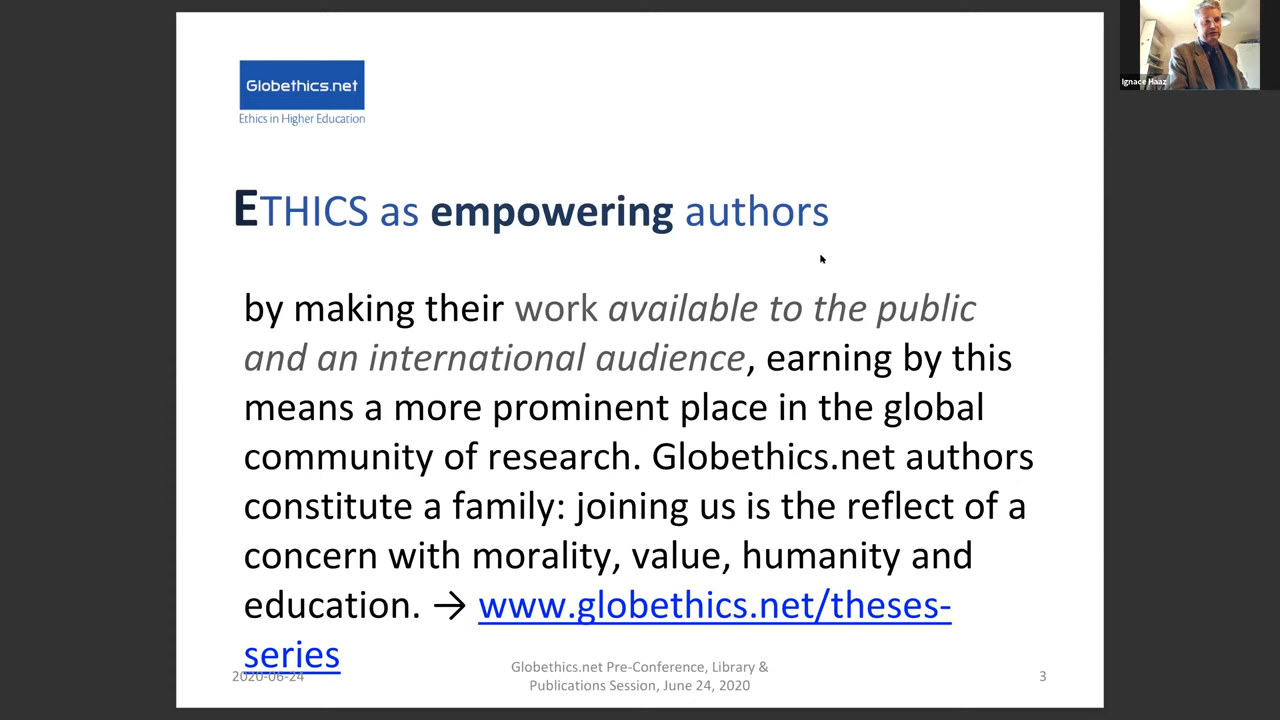 Ignace Haaz
Globethics.net
Ethics in Higher Education
ETHICS as empowering authors
by making their work available to the public
and an international audience, earning by this
means a more prominent place in the global
community of research. Globethics.net authors
constitute a family: joining us is the reflect of a
concern with morality, value, humanity and
education. → www.globethics.net/theses-
series
2020-06-24
Globethics.net Pre-Conference, Library &
Publications Session, June 24, 2020
3